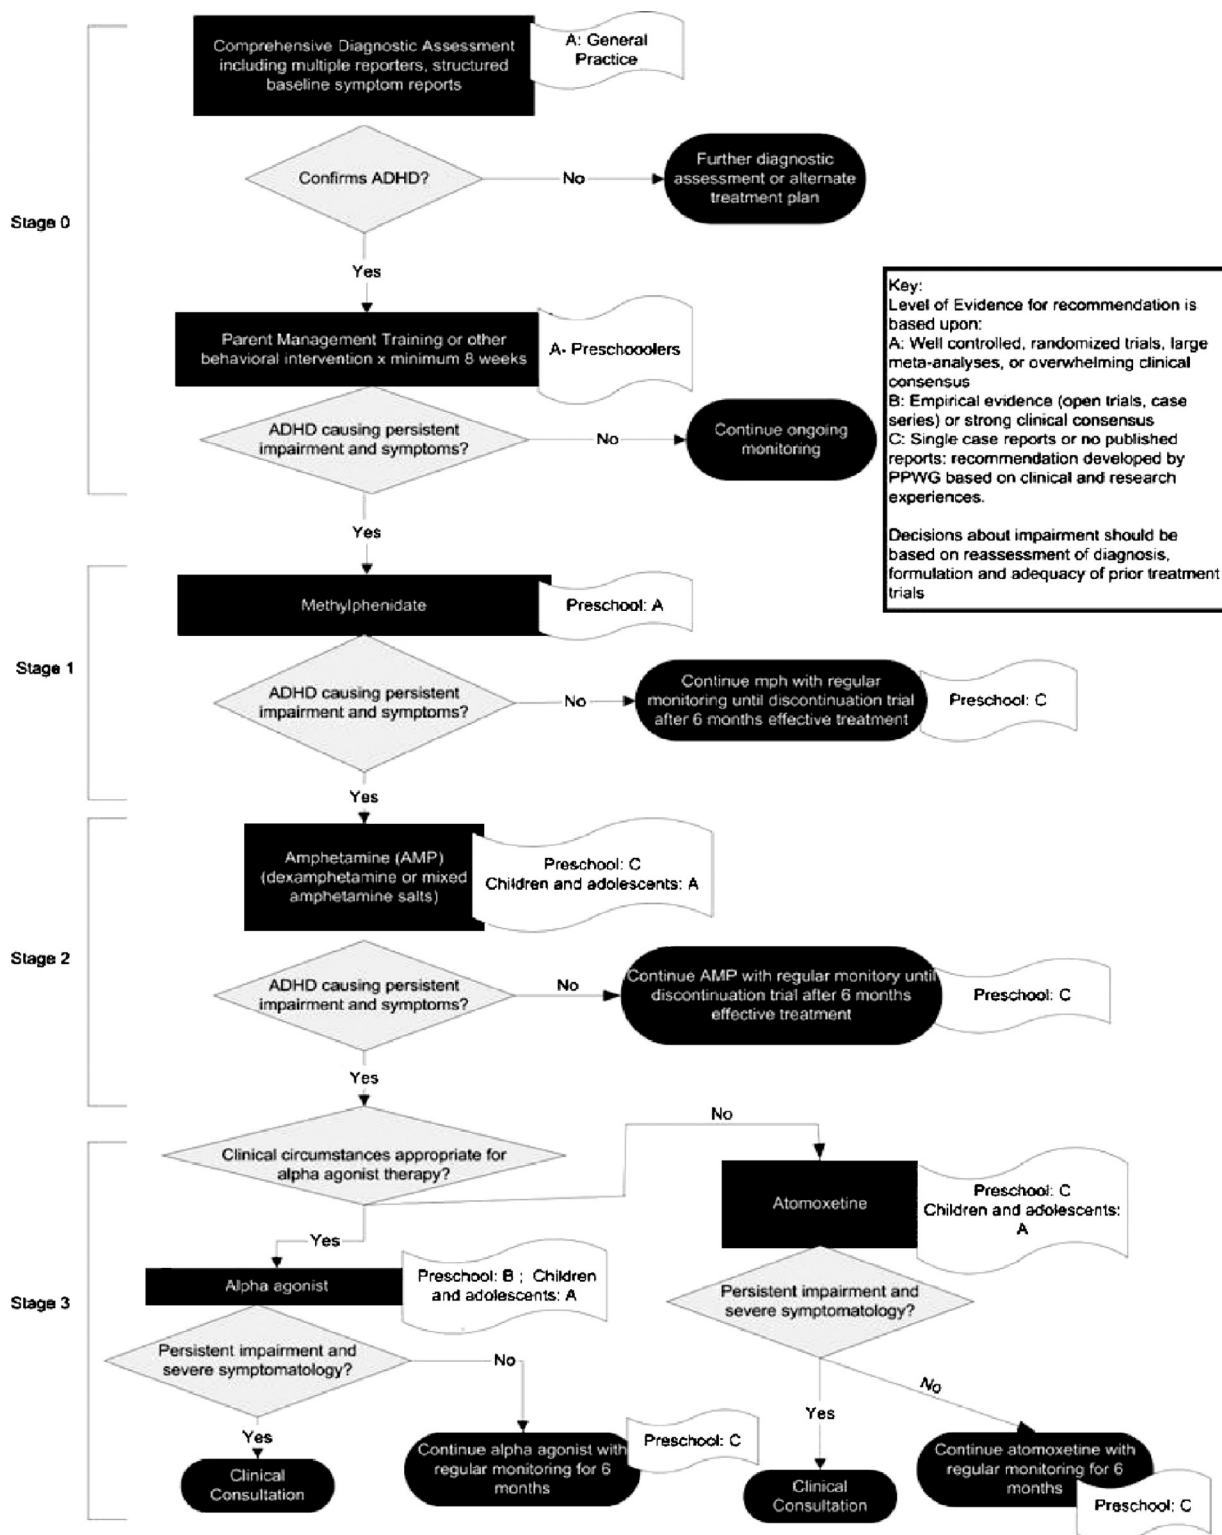 Comprehensive Diagnostic Assessment
including multiple reporters, structured
baseline symptom reports
A: General
Practice
Confirms ADHD?
No
Further diagnostic
assessment or alternate
treatment plan
Stage 0
Yes
Parent Management Training or other
behavioral intervention x minimum 8 weeks
A- Preschooolers
ADHD causing persistent
impairment and symptoms?
No
Continue ongoing
monitoring
Yes
Key:
Level of Evidence for recommendation is
based upon:
A: Well controlled, randomized trials, large
meta-analyses, or overwhelming clinical
consensus
B: Empirical evidence (open trials, case
series) or strong clinical consensus
C: Single case reports or no published
reports: recommendation developed by
PPWG based on clinical and research
experiences.
Decisions about impairment should be
based on reassessment of diagnosis,
formulation and adequacy of prior treatment
trials
Methylphenidate
Preschool: A
Stage 1
ADHD causing persistent
impairment and symptoms?
No
Continue mph with regular
monitoring until discontinuation trial
after 6 months effective treatment
Preschool: C
Yes
Amphetamine (AMP)
(dexamphetamine or mixed
amphetamine salts)
Preschool: C
Children and adolescents: A
Stage 2
ADHD causing persistent
impairment and symptoms?
No
Continue AMP with regular monitory until
discontinuation trial after 6 months
effective treatment
Preschool: C
Yes
Clinical circumstances appropriate for
alpha agonist therapy?
No
Atomoxetine
Preschool: C
Children and adolescents:
A
Yes
Stage 3
Alpha agonist
Preschool: B ; Children
and adolescents: A
Persistent impairment and
severe symptomatology?
Persistent impairment and
severe symptomatology?
No
Yes
Clinical
Consultation
Continue alpha agonist with
regular monitoring for 6
months
Preschool: C
Yes
No
Clinical
Consultation
Continue atomoxetine with
regular monitoring for 6
months
Preschool: C